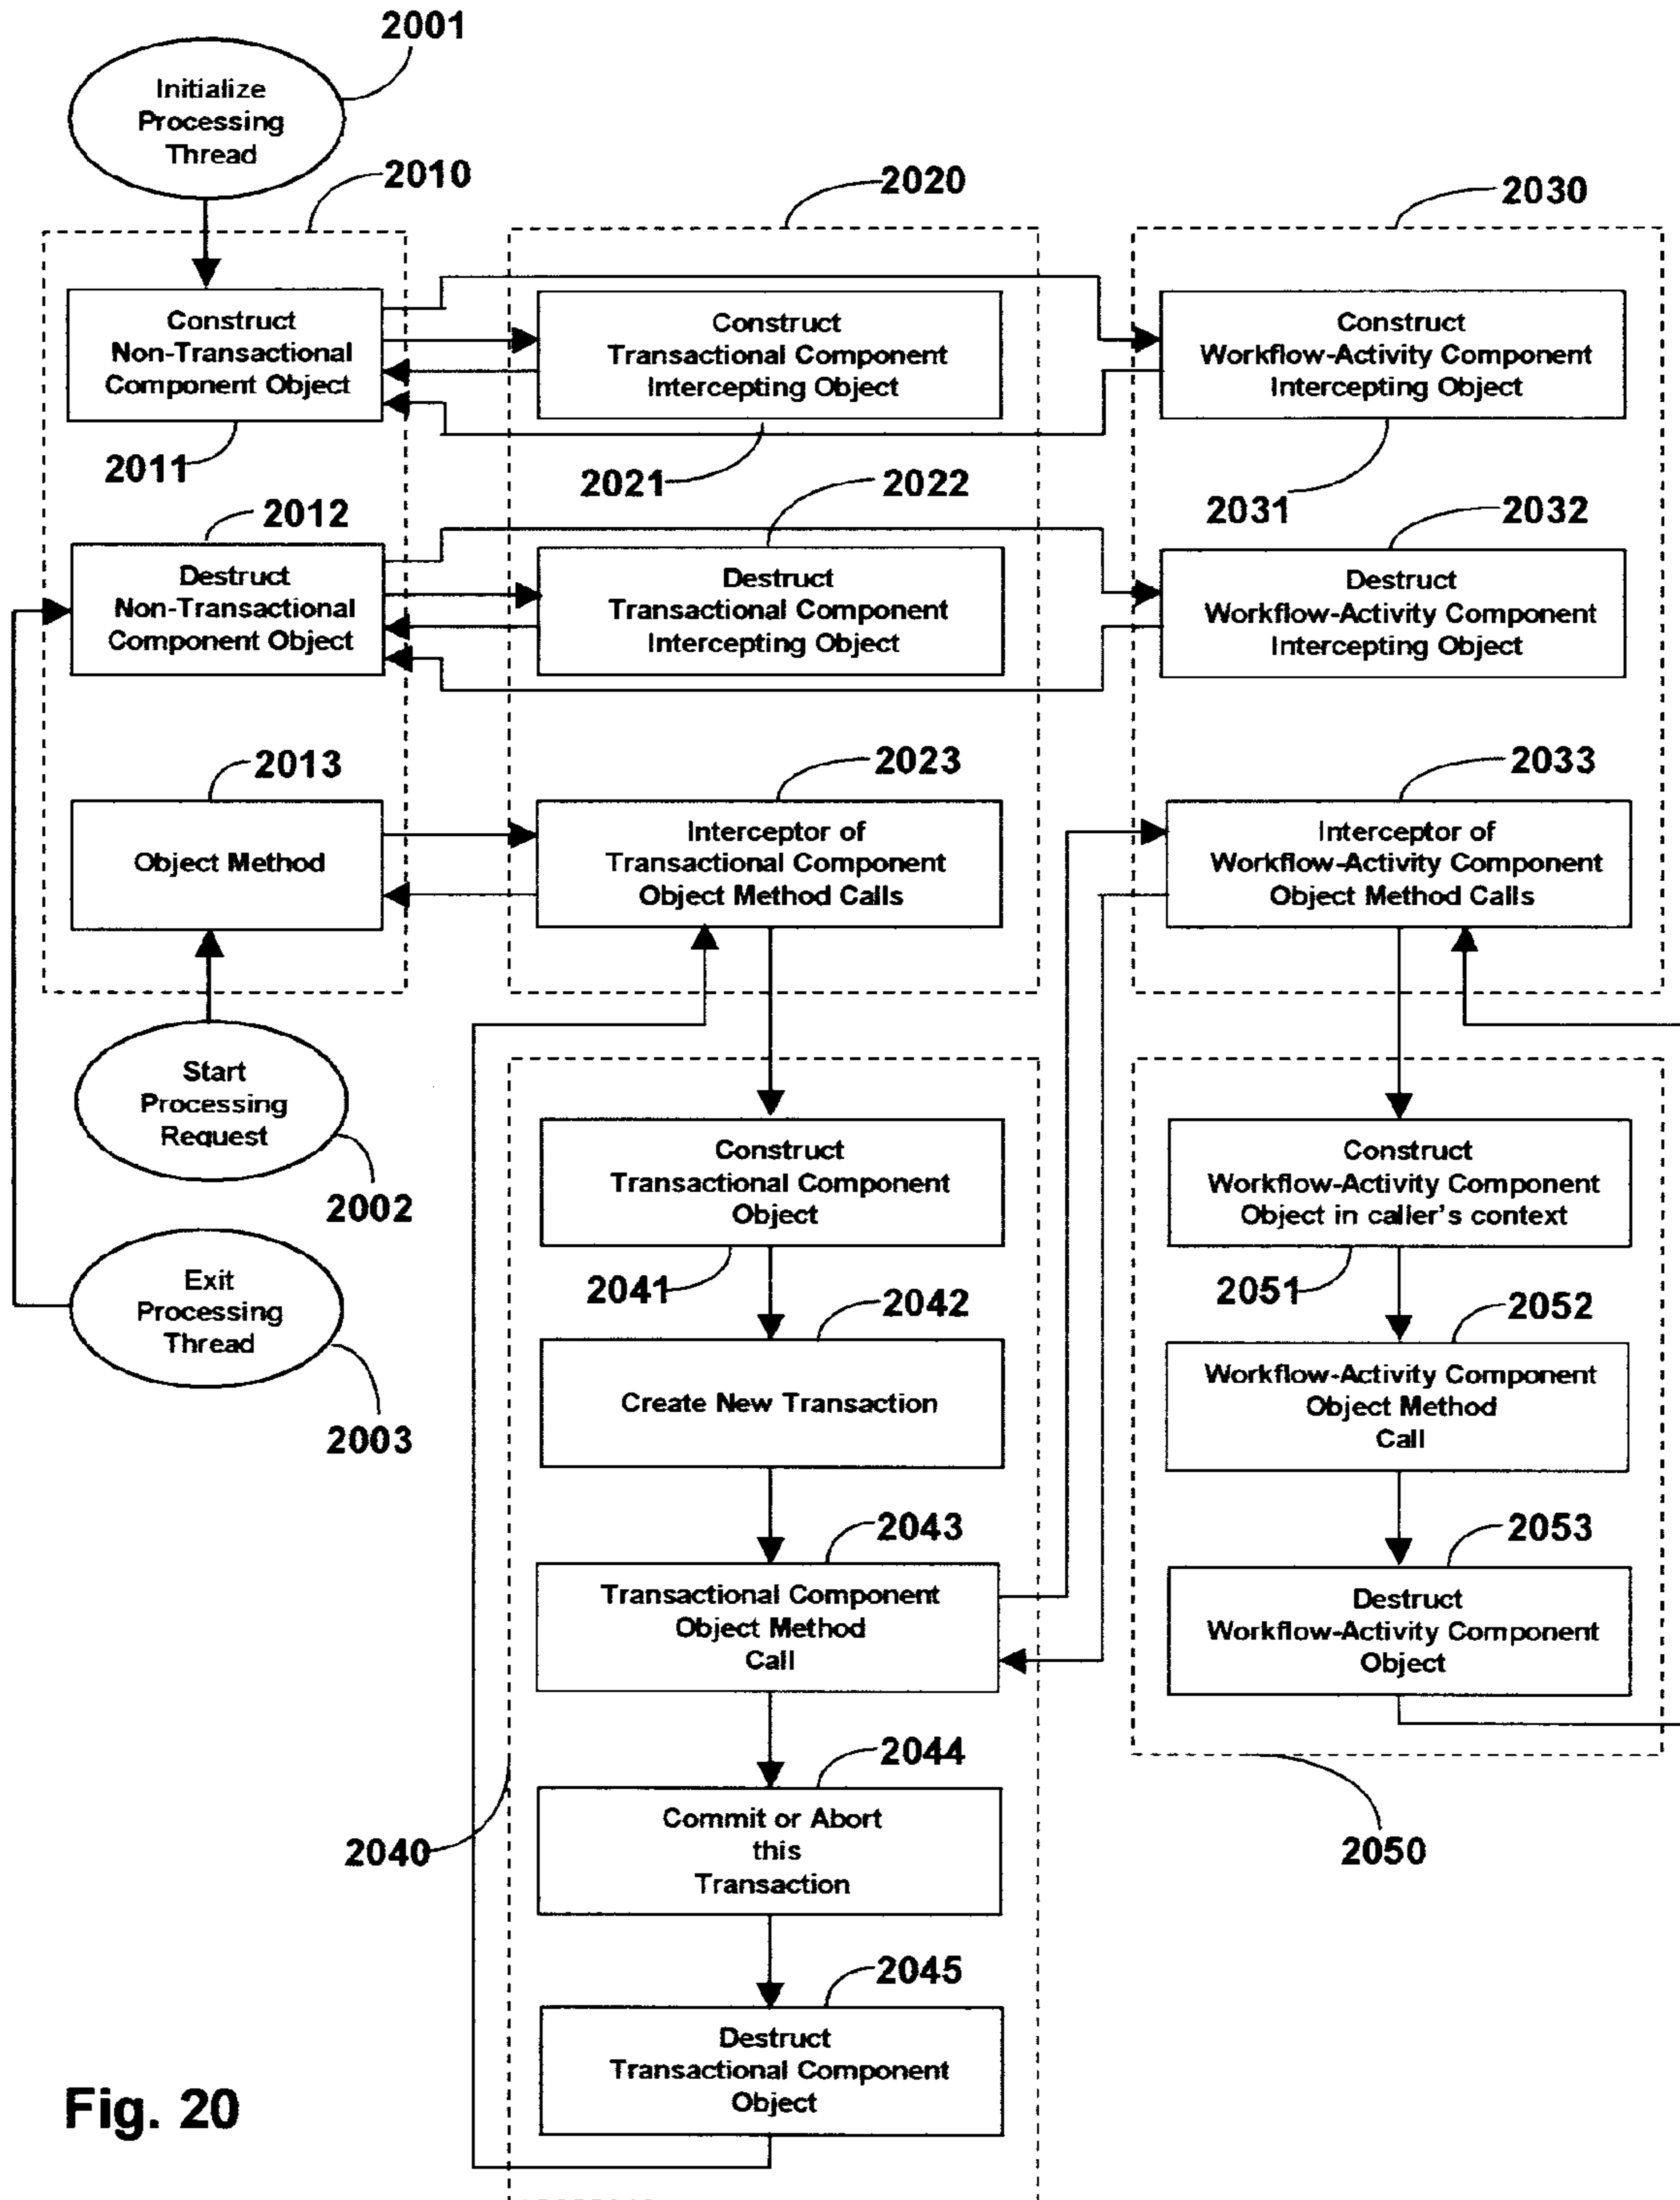 2001
Initialize
Processing
Thread
2010
2020
2030
Construct
Non-Transactional
Component Object
Construct
Transactional Component
Intercepting Object
Construct
Workflow-Activity Component
Intercepting Object
2011
2021
2031
2012
2022
2032
Destruct
Non-Transactional
Component Object
Destruct
Transactional Component
Intercepting Object
Destruct
Workflow-Activity Component
Intercepting Object
2013
2023
2033
Object Method
Interceptor of
Transactional Component
Object Method Calls
Interceptor of
Workflow-Activity Component
Object Method Calls
Start
Processing
Request
2002
Construct
Transactional Component
Object
Construct
Workflow-Activity Component
Object in caller's context
Exit
Processing
Thread
2003
2041
2051
2042
2052
Create New Transaction
Workflow-Activity Component
Object Method
Call
2043
2053
Transactional Component
Object Method
Call
Destruct
Workflow-Activity Component
Object
2044
2040
2050
Commit or Abort
this
Transaction
2045
Destruct
Transactional Component
Object
Fig. 20